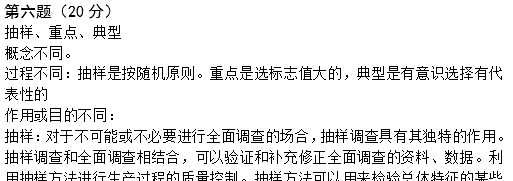 第六题（20 分）
抽样、重点、典型
概念不同。
过程不同：抽样是按随机原则。重点是选标志值大的，典型是有意识选择有代
表性的
作用或目的不同：
抽样：对于不可能或不必要进行全面调查的场合，抽样调查具有其独特的作用。
抽样调查和全面调查相结合，可以验证和补充修正全面调查的资料、数据。利
用抽样方法进行生产过程的质量控制。抽样方法可以用来检验总体特征的某些